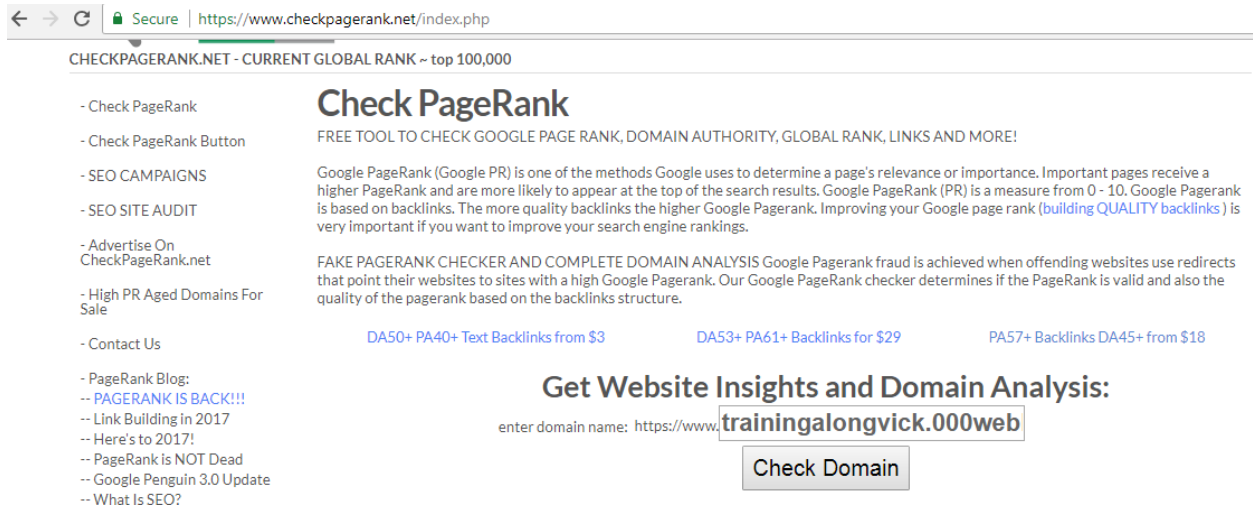 Secure https://www.checkpagerank.net/index.php
CHECKPAGERANK.NET - CURRENT GLOBAL RANK ~ top 100,000
- Check PageRank
- Check PageRank Button
- SEO CAMPAIGNS
- SEO SITE AUDIT
- Advertise On
CheckPageRank.net
- High PR Aged Domains For
Sale
- Contact Us
- PageRank Blog:
-- PAGERANK IS BACK!!!
-- Link Building in 2017
-- Here's to 2017!
-- PageRank is NOT Dead
-- Google Penguin 3.0 Update
-- What Is SEO?
Check PageRank
FREE TOOL TO CHECK GOOGLE PAGE RANK, DOMAIN AUTHORITY, GLOBAL RANK, LINKS AND MORE!
Google PageRank (Google PR) is one of the methods Google uses to determine a page's relevance or importance. Important pages receive a
higher PageRank and are more likely to appear at the top of the search results. Google PageRank (PR) is a measure from 0 - 10. Google Pagerank
is based on backlinks. The more quality backlinks the higher Google Pagerank. Improving your Google page rank (building QUALITY backlinks ) is
very important if you want to improve your search engine rankings.
FAKE PAGERANK CHECKER AND COMPLETE DOMAIN ANALYSIS Google Pagerank fraud is achieved when offending websites use redirects
that point their websites to sites with a high Google Pagerank. Our Google PageRank checker determines if the PageRank is valid and also the
quality of the pagerank based on the backlinks structure.
DA50+ PA40+ Text Backlinks from $3 DA53+ PA61+ Backlinks for $29 PA57+ Backlinks DA45+ from $18
Get Website Insights and Domain Analysis:
enter domain name: https://www. trainingalongvick.000web
Check Domain